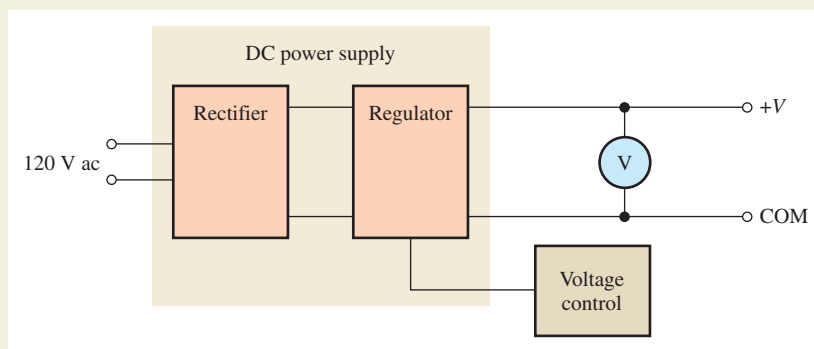 DC power supply
Rectifier
Regulator
120 V ac
+V
V
COM
Voltage
control